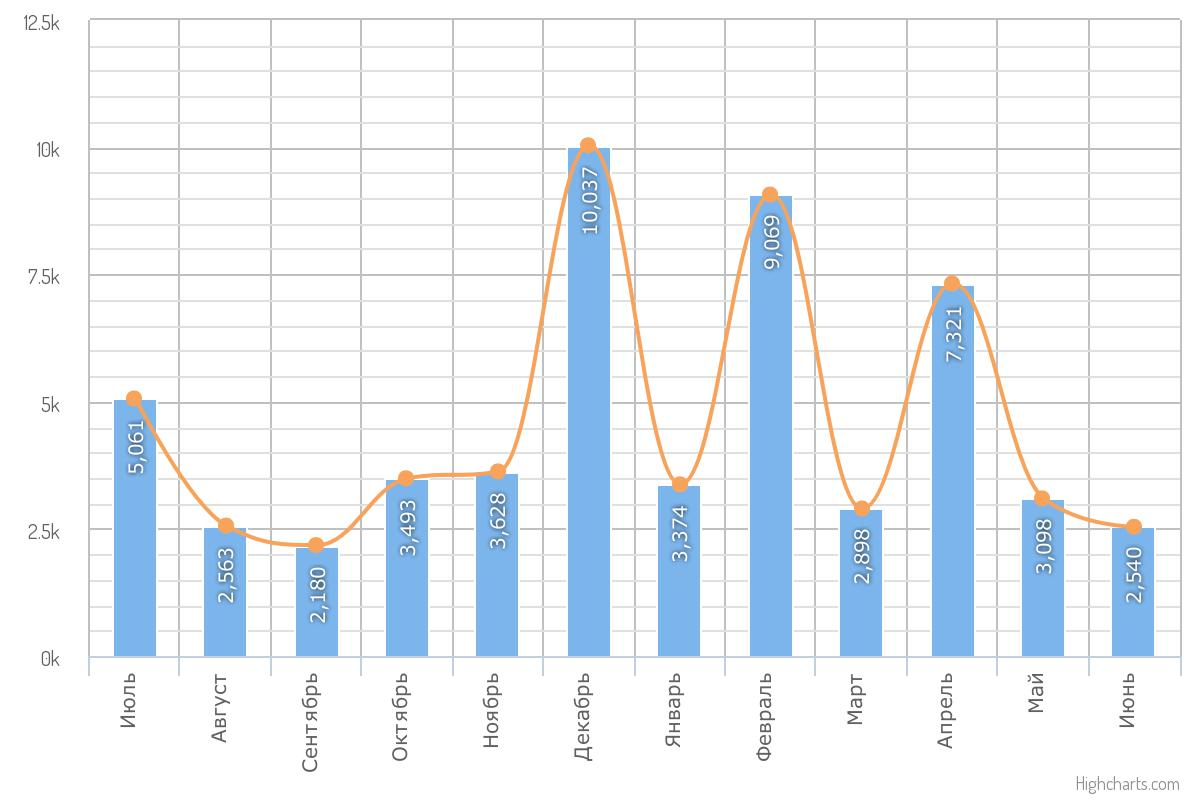 12.5k
10k
7.5k
5k
2.5k
0k
5,061
2,563
2,180
3,493
3,628
10,037
3,374
9,069
2,898
7,321
3,098
2,540
Июль
Август
Сентябрь
Октябрь
Ноябрь
Декабрь
Январь
Февраль
Март
Апрель
Май
Июнь
Highcharts.com